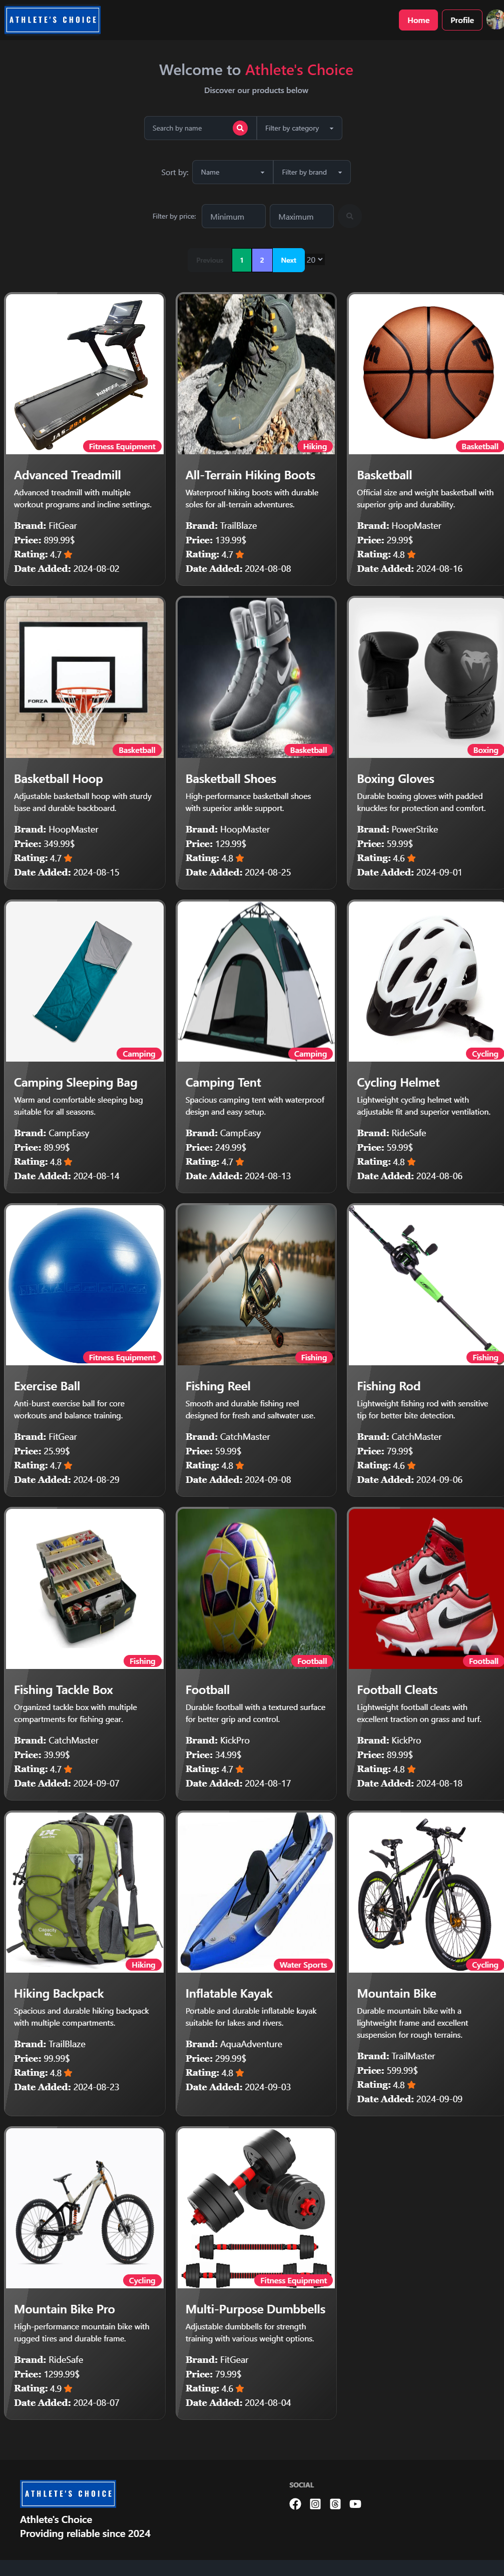 ATHLETE'S CHOICE
Home
Profile
Welcome to Athlete's Choice
Discover our products below
Search by name
Filter by category
Sort by:
Name
Filter by brand
Filter by price:
Minimum
Maximum
Previous
1
2
Next
20
Fitness Equipment
Hiking
Basketball
Advanced Treadmill
All-Terrain Hiking Boots
Basketball
Advanced treadmill with multiple
workout programs and incline settings.
Waterproof hiking boots with durable
soles for all-terrain adventures.
Official size and weight basketball with
superior grip and durability.
Brand: FitGear
Price: 899.99$
Rating: 4.7
Date Added: 2024-08-02
Brand: TrailBlaze
Price: 139.99$
Rating: 4.7
Date Added: 2024-08-08
Brand: HoopMaster
Price: 29.99$
Rating: 4.8
Date Added: 2024-08-16
FORZA
Basketball
Basketball
Boxing
Basketball Hoop
Basketball Shoes
Boxing Gloves
Adjustable basketball hoop with sturdy
base and durable backboard.
High-performance basketball shoes
with superior ankle support.
Durable boxing gloves with padded
knuckles for protection and comfort.
Brand: HoopMaster
Price: 349.99$
Rating: 4.7
Date Added: 2024-08-15
Brand: HoopMaster
Price: 129.99$
Rating: 4.8
Date Added: 2024-08-25
Brand: PowerStrike
Price: 59.99$
Rating: 4.6
Date Added: 2024-09-01
Camping
Camping
Cycling
Camping Sleeping Bag
Camping Tent
Cycling Helmet
Warm and comfortable sleeping bag
suitable for all seasons.
Spacious camping tent with waterproof
design and easy setup.
Lightweight cycling helmet with
adjustable fit and superior ventilation.
Brand: CampEasy
Price: 89.99$
Rating: 4.8
Date Added: 2024-08-14
Brand: CampEasy
Price: 249.99$
Rating: 4.7
Date Added: 2024-08-13
Brand: RideSafe
Price: 59.99$
Rating: 4.8
Date Added: 2024-08-06
Fitness Equipment
Fishing
Fishing
Exercise Ball
Fishing Reel
Fishing Rod
Anti-burst exercise ball for core
workouts and balance training.
Smooth and durable fishing reel
designed for fresh and saltwater use.
Lightweight fishing rod with sensitive
tip for better bite detection.
Brand: FitGear
Price: 25.99$
Rating: 4.7
Date Added: 2024-08-29
Brand: CatchMaster
Price: 59.99$
Rating: 4.8
Date Added: 2024-09-08
Brand: CatchMaster
Price: 79.99$
Rating: 4.6
Date Added: 2024-09-06
Fishing
Football
Football
Fishing Tackle Box
Football
Football Cleats
Organized tackle box with multiple
compartments for fishing gear.
Durable football with a textured surface
for better grip and control.
Lightweight football cleats with
excellent traction on grass and turf.
Brand: CatchMaster
Price: 39.99$
Rating: 4.7
Date Added: 2024-09-07
Brand: KickPro
Price: 34.99$
Rating: 4.7
Date Added: 2024-08-17
Brand: KickPro
Price: 89.99$
Rating: 4.8
Date Added: 2024-08-18
Hiking
Water Sports
Cycling
Hiking Backpack
Inflatable Kayak
Mountain Bike
Spacious and durable hiking backpack
with multiple compartments.
Portable and durable inflatable kayak
suitable for lakes and rivers.
Durable mountain bike with a
lightweight frame and excellent
suspension for rough terrains.
Brand: TrailBlaze
Price: 99.99$
Rating: 4.8
Date Added: 2024-08-23
Brand: AquaAdventure
Price: 299.99$
Rating: 4.8
Date Added: 2024-09-03
Brand: TrailMaster
Price: 599.99$
Rating: 4.8
Date Added: 2024-09-09
Cycling
Fitness Equipment
Mountain Bike Pro
Multi-Purpose Dumbbells
High-performance mountain bike with
rugged tires and durable frame.
Adjustable dumbbells for strength
training with various weight options.
Brand: RideSafe
Price: 1299.99$
Rating: 4.9
Date Added: 2024-08-07
Brand: FitGear
Price: 79.99$
Rating: 4.6
Date Added: 2024-08-04
ATHLETE'S CHOICE
Athlete's Choice
Providing reliable since 2024
SOCIAL